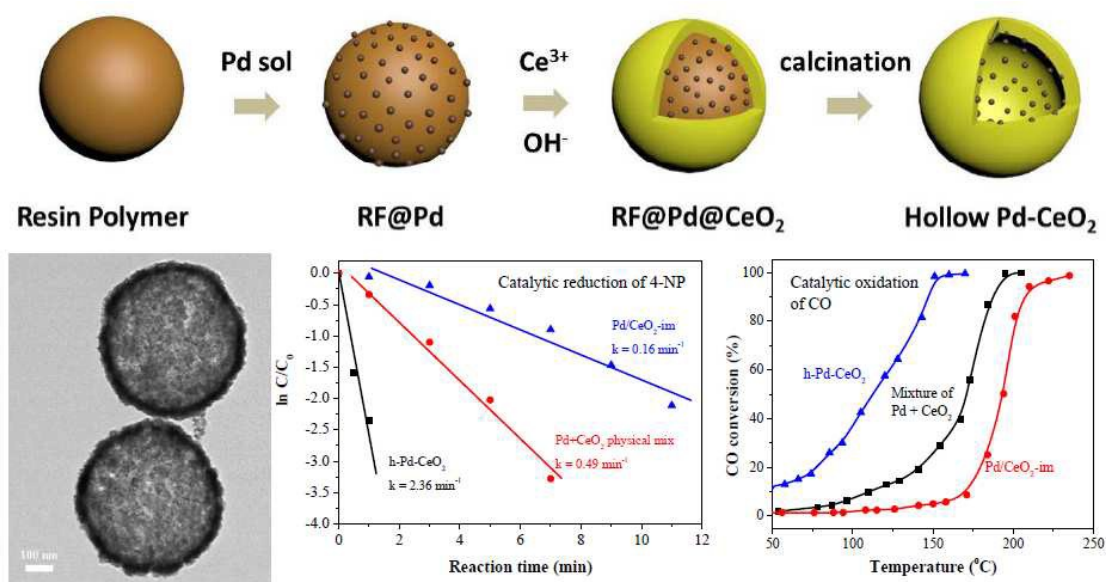 Pd sol
Ce³⁺
OH⁻
calcination
Resin Polymer
RF@Pd
RF@Pd@CeO₂
Hollow Pd-CeO₂
100 nm
0.0
-0.5
-1.0
-1.5
-2.0
-2.5
-3.0
-3.5
-4.0
ln C/C₀
Catalytic reduction of 4-NP
Pd/CeO₂-im
k = 0.16 min⁻¹
Pd+CeO₂ physical mix
k = 0.49 min⁻¹
h-Pd-CeO₂
k = 2.36 min⁻¹
0 2 4 6 8 10 12
Reaction time (min)
100
80
60
40
20
0
CO conversion (%)
Catalytic oxidation
of CO
h-Pd-CeO₂
Mixture of
Pd + CeO₂
Pd/CeO₂-im
50 100 150 200 250
Temperature (⁰C)